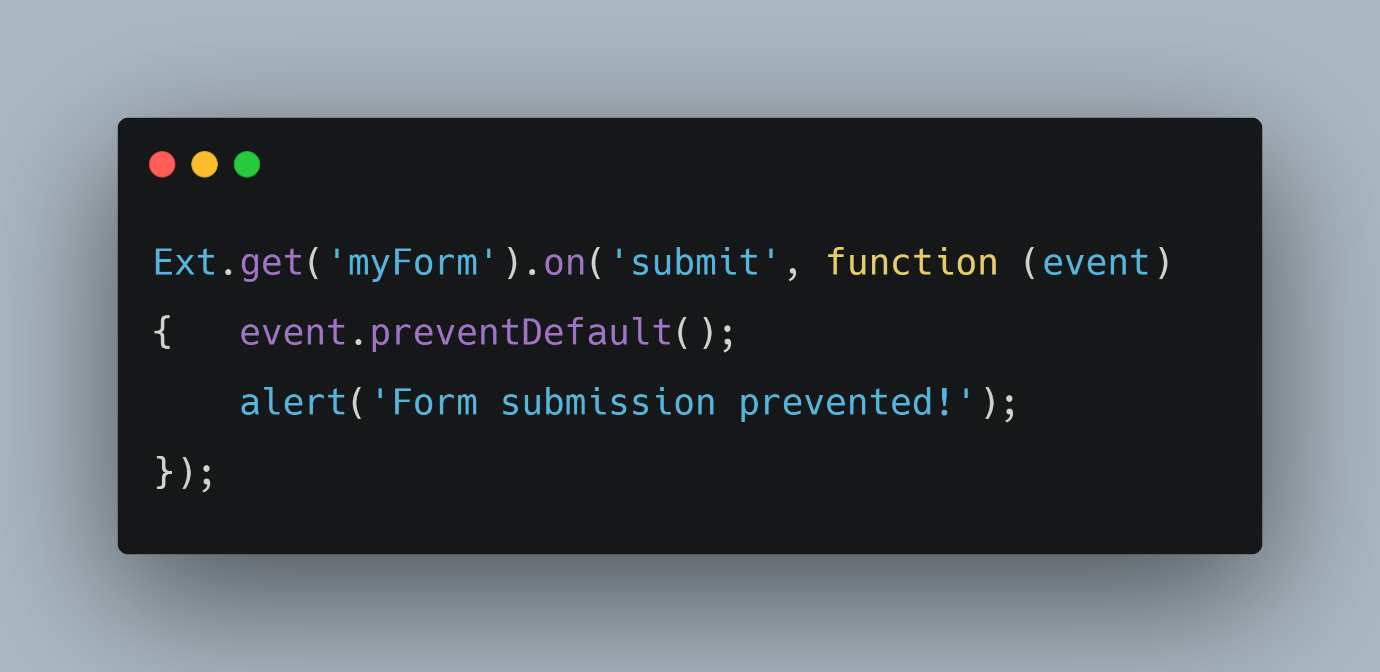 Ext.get('myForm').on('submit', function (event)
{   event.preventDefault();
    alert('Form submission prevented!');
});